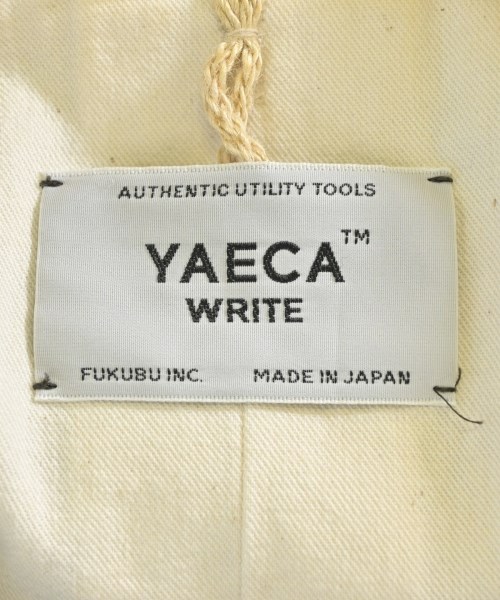 AUTHENTIC UTILITY TOOLS
YAECA™
WRITE
FUKUBU INC. MADE IN JAPAN